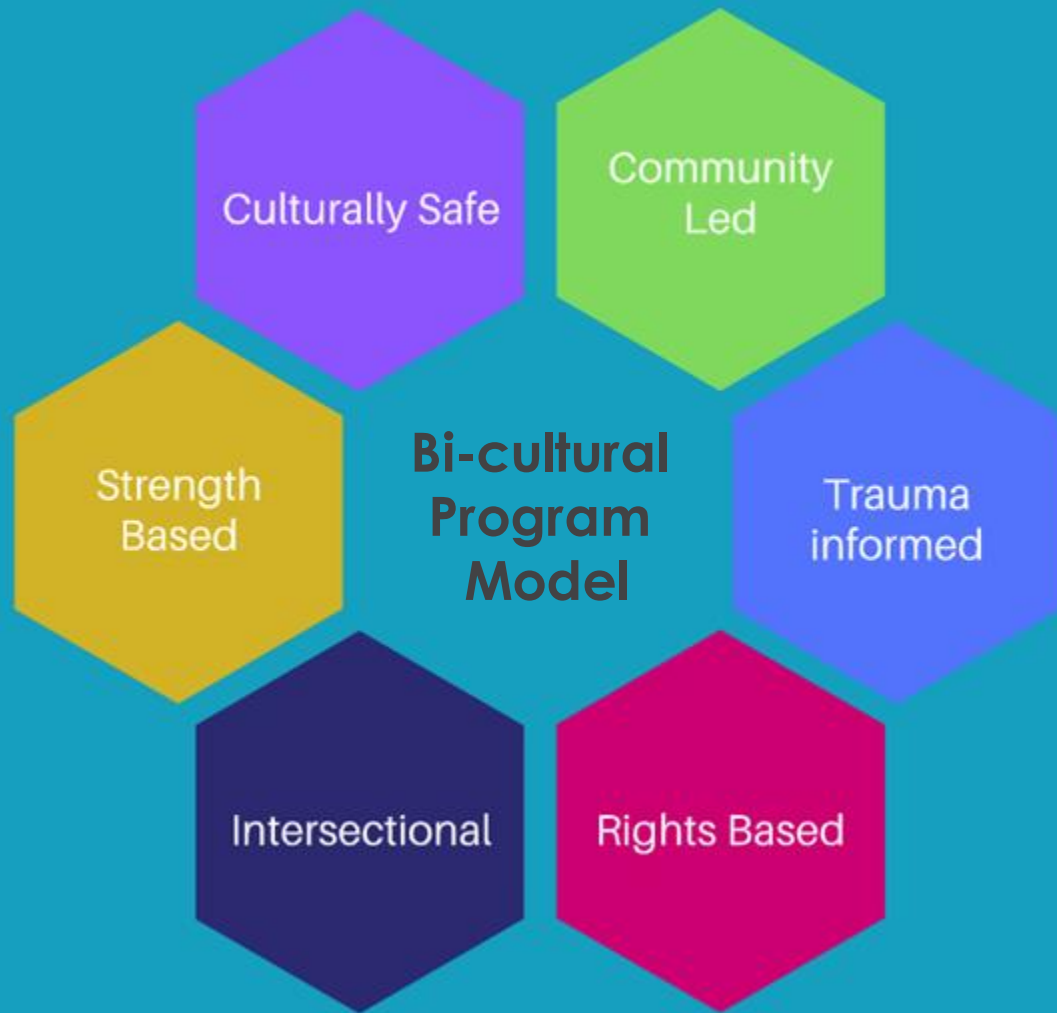 Culturally Safe
Community
Led
Strength
Based
Bi-cultural
Program
Model
Trauma
informed
Intersectional
Rights Based